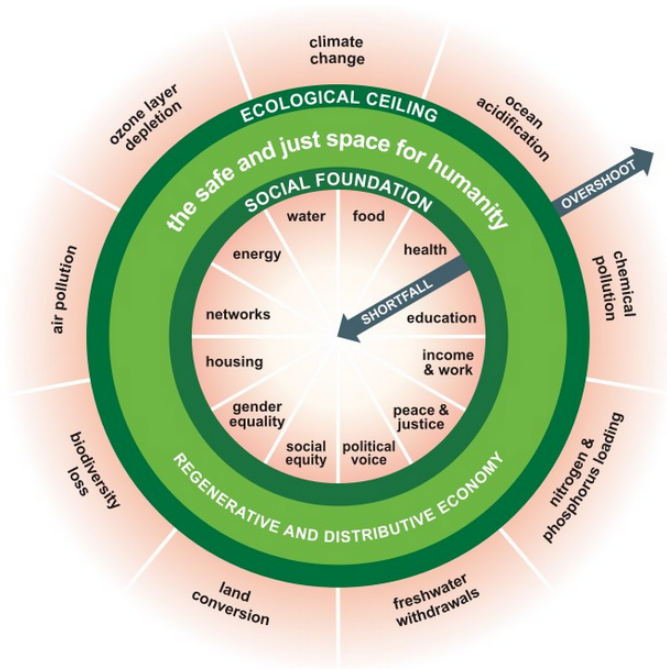 climate
change
ocean
acidification
ozone layer
depletion
ECOLOGICAL CEILING
the safe and just space for humanity
SOCIAL FOUNDATION
OVERSHOOT
water
food
energy
health
SHORTFALL
air pollution
chemical
pollution
networks
education
housing
income
& work
gender
equality
peace &
justice
social
equity
political
voice
biodiversity
loss
nitrogen &
phosphorus loading
REGENERATIVE AND DISTRIBUTIVE ECONOMY
land
conversion
freshwater
withdrawals